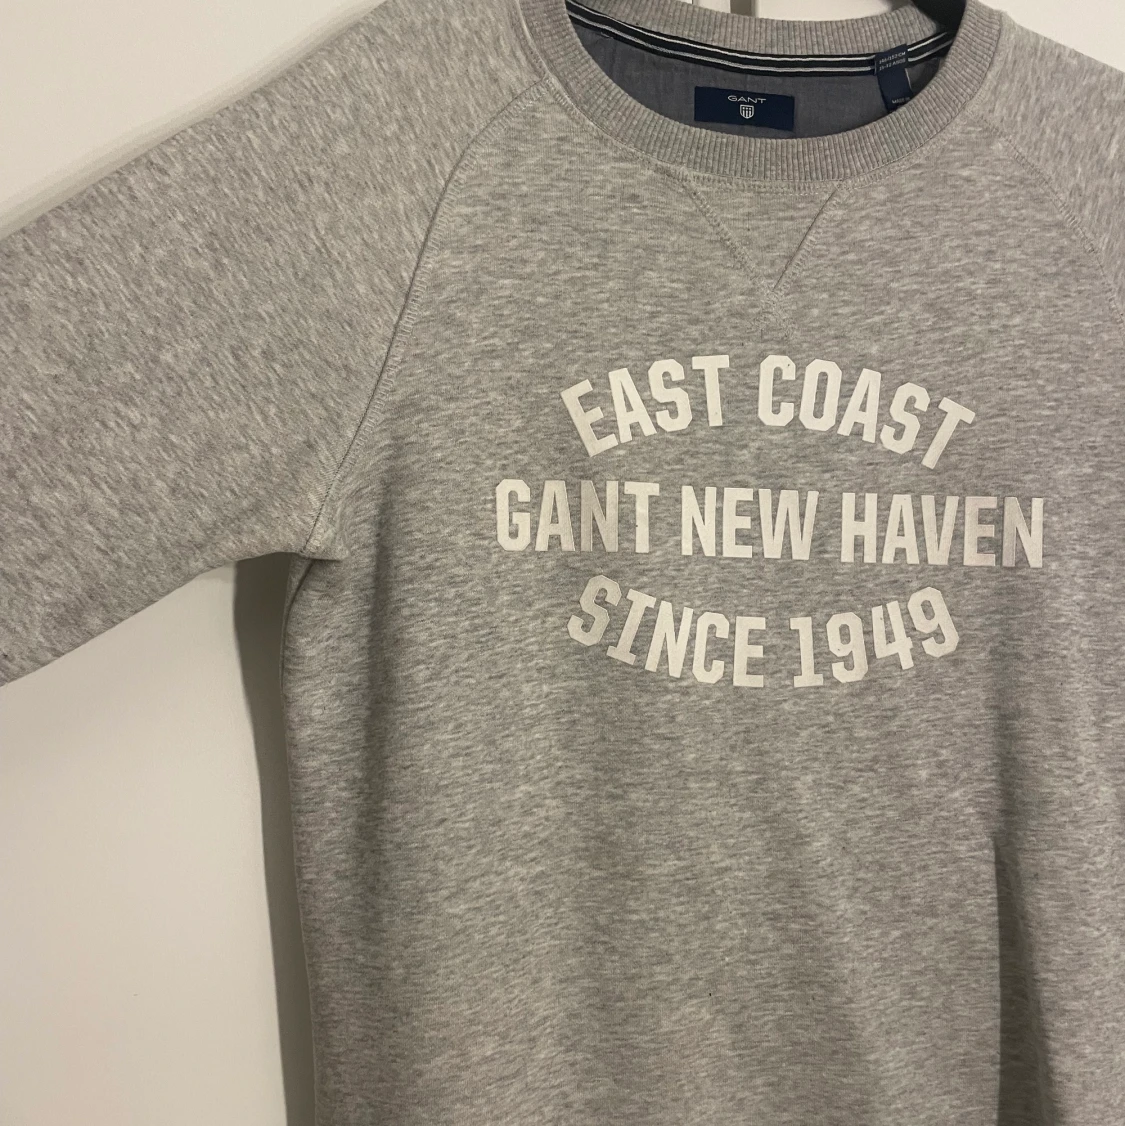 GANT
EAST COAST
GANT NEW HAVEN
SINCE 1949